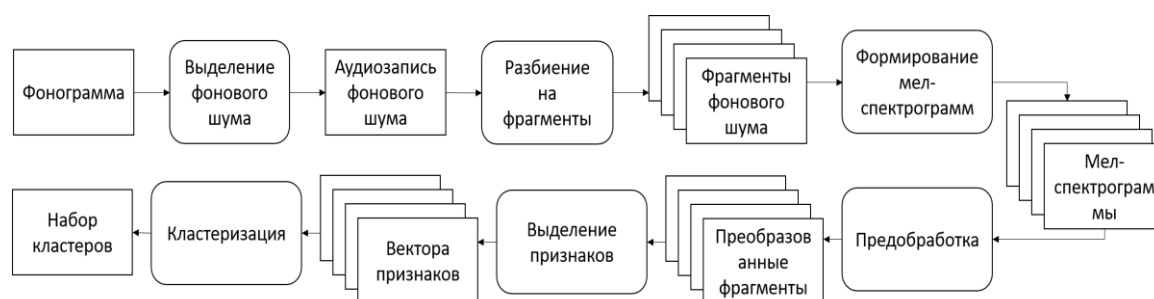 Фонограмма
Выделение
фонового
шума
Аудиозапись
фонового
шума
Разбиение
на
фрагменты
Фрагменты
фонового
шума
Формирование
мел-
спектрограмм
Мел-
спектрограм
мы
Предобработка
Преобразов
анные
фрагменты
Выделение
признаков
Вектора
признаков
Кластеризация
Набор
кластеров